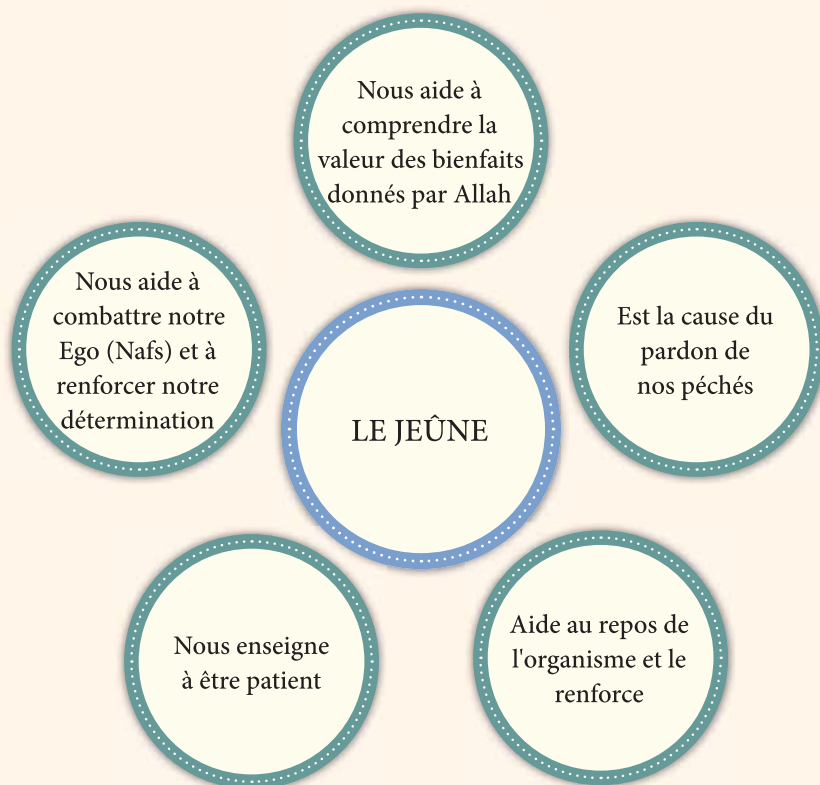 Nous aide à
comprendre la
valeur des bienfaits
donnés par Allah
Nous aide à
combattre notre
Ego (Nafs) et à
renforcer notre
détermination
Est la cause du
pardon de
nos péchés
LE JEÛNE
Nous enseigne
à être patient
Aide au repos de
l'organisme et le
renforce